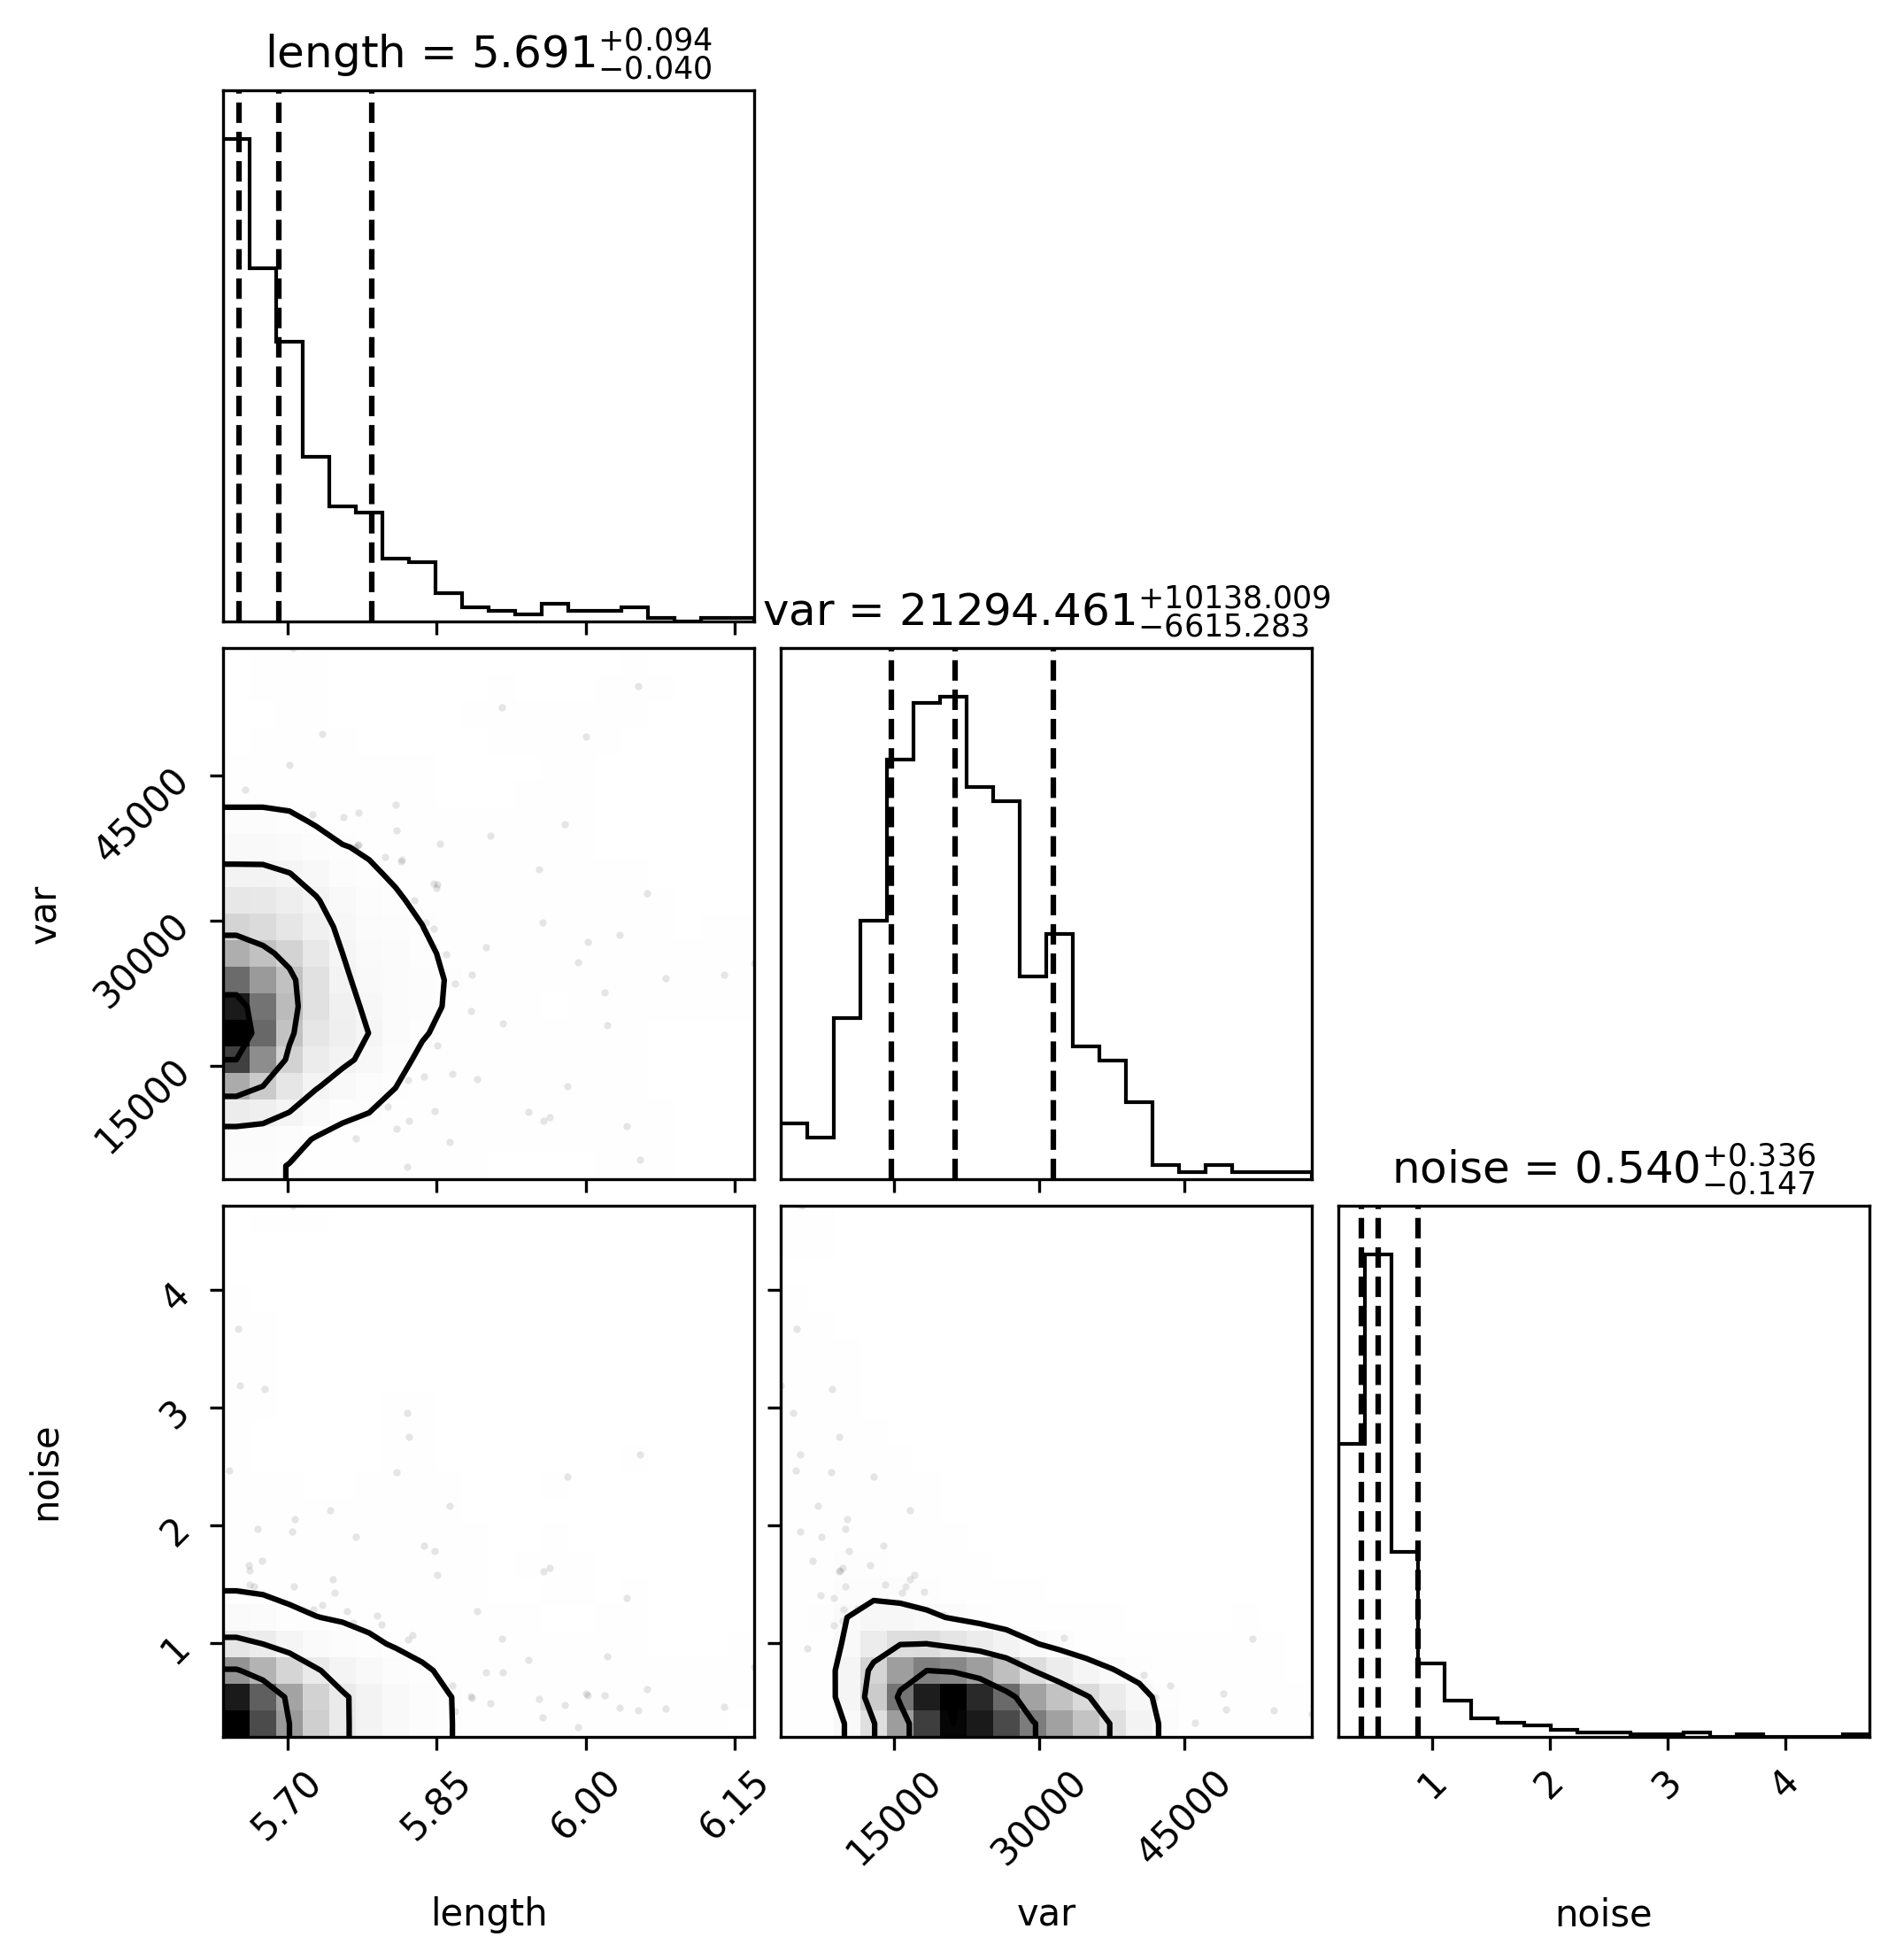 length = 5.691+0.094−0.040
var = 21294.461+10138.009−6615.283
45000
30000
15000
var
noise = 0.540+0.336−0.147
4
3
2
1
noise
5.70 5.85 6.00 6.15
15000 30000 45000
1 2 3 4
length
var
noise